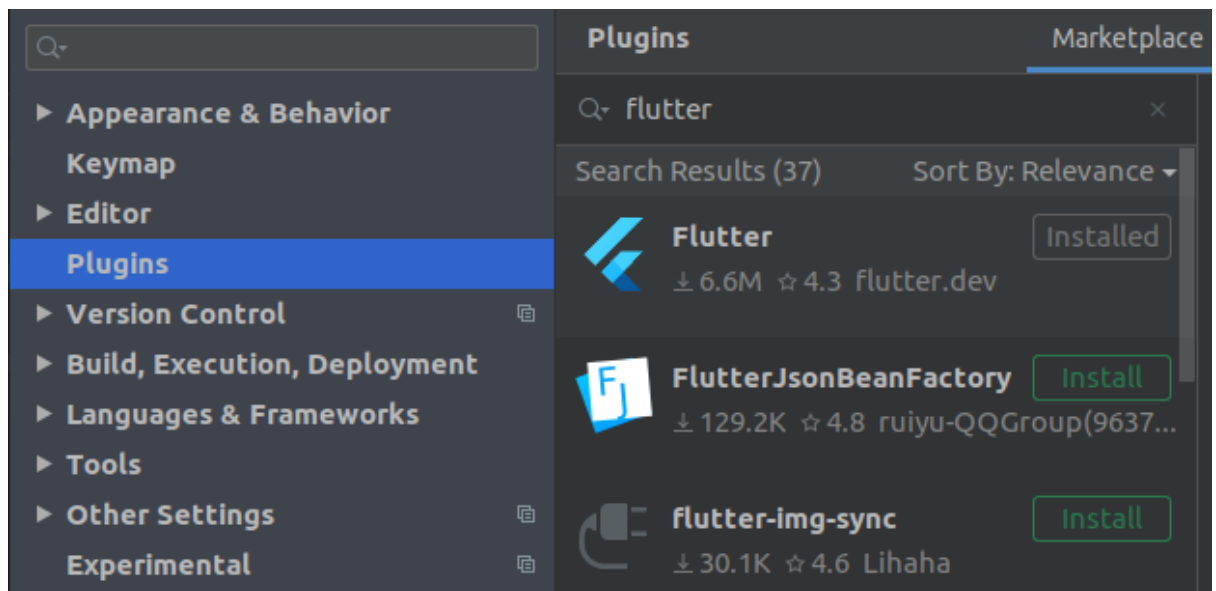 Appearance & Behavior
Keymap
Editor
Plugins
Version Control
Build, Execution, Deployment
Languages & Frameworks
Tools
Other Settings
Experimental
Plugins Marketplace
flutter
Search Results (37) Sort By: Relevance
Flutter Installed
6.6M 4.3 flutter.dev
FJ
FlutterJsonBeanFactory Install
129.2K 4.8 ruiyu-QQGroup(9637...
flutter-img-sync Install
30.1K 4.6 Lihaha